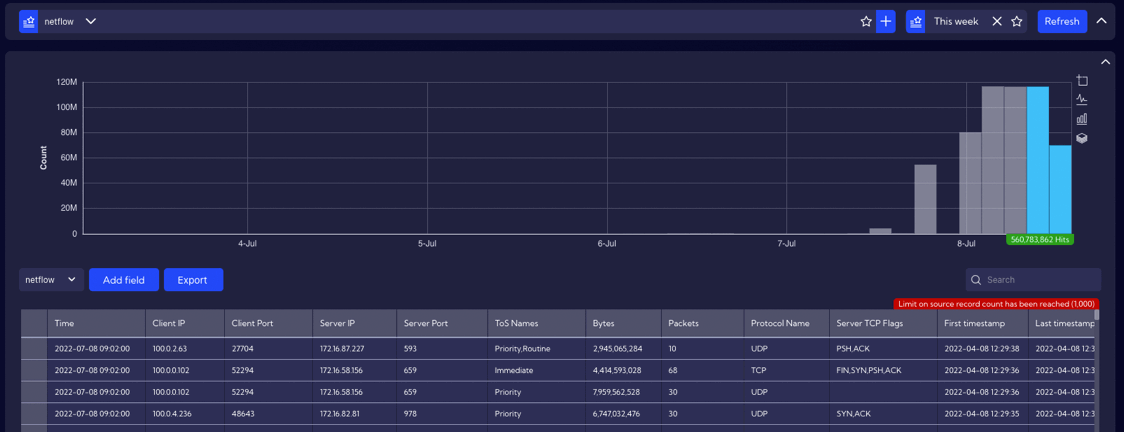 netflow
This week
Refresh
120M
100M
80M
60M
40M
20M
0
Count
4-Jul
5-Jul
6-Jul
7-Jul
8-Jul
560,783,862 Hits
netflow
Add field
Export
Search
Limit on source record count has been reached (1,000)
Time Client IP Client Port Server IP Server Port ToS Names Bytes Packets Protocol Name Server TCP Flags First timestamp Last timestamp
2022-07-08 09:02:00 100.0.2.63 27704 172.16.87.227 593 Priority,Routine 2,945,065,284 10 UDP PSH,ACK 2022-04-08 12:29:38 2022-04-08 12:3
2022-07-08 09:02:00 100.0.0.102 52294 172.16.58.156 659 Immediate 4,414,593,028 68 TCP FIN,SYN,PSH,ACK 2022-04-08 12:29:36 2022-04-08 12:3
2022-07-08 09:02:00 100.0.0.102 52294 172.16.58.156 659 Priority 7,959,562,528 30 UDP 2022-04-08 12:29:36 2022-04-08 12:3
2022-07-08 09:02:00 100.0.4.236 48643 172.16.82.81 978 Priority 6,747,032,476 30 UDP SYN,ACK 2022-04-08 12:29:35 2022-04-08 12:3